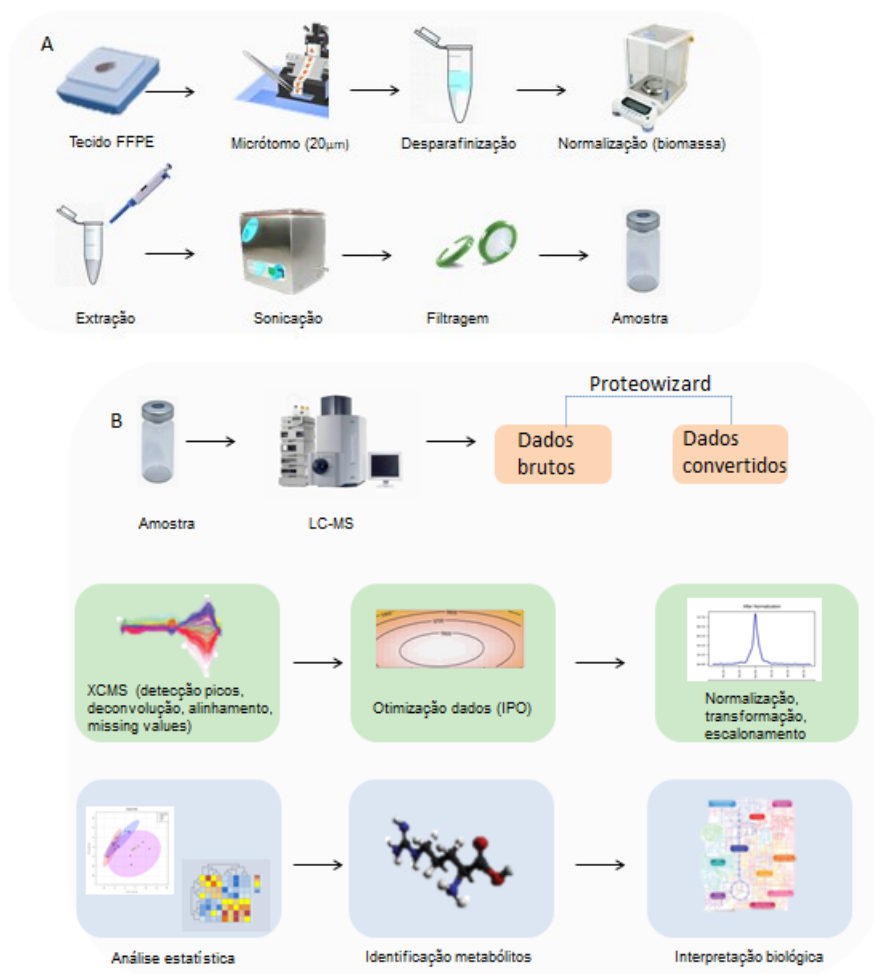 A
Tecido FFPE
Micrótomo (20μm)
Desparafinização
Normalização (biomassa)
Extração
Sonicação
Filtragem
Amostra
B
Proteowizard
Dados
brutos
Dados
convertidos
Amostra
LC-MS
After Normalization
XCMS (detecção picos,
deconvolução, alinhamento,
missing values)
Otimização dados (IPO)
Normalização,
transformação,
escalonamento
Análise estatística
Identificação metabólitos
Interpretação biológica